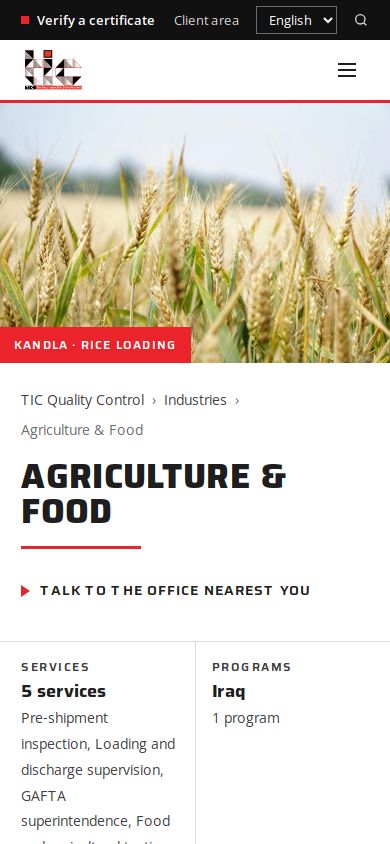 Verify a certificate Client area English
tic
KANDLA · RICE LOADING
TIC Quality Control › Industries ›
Agriculture & Food
AGRICULTURE &
FOOD
TALK TO THE OFFICE NEAREST YOU
SERVICES
5 services
Pre-shipment
inspection, Loading and
discharge supervision,
GAFTA
superintendence, Food
PROGRAMS
Iraq
1 program